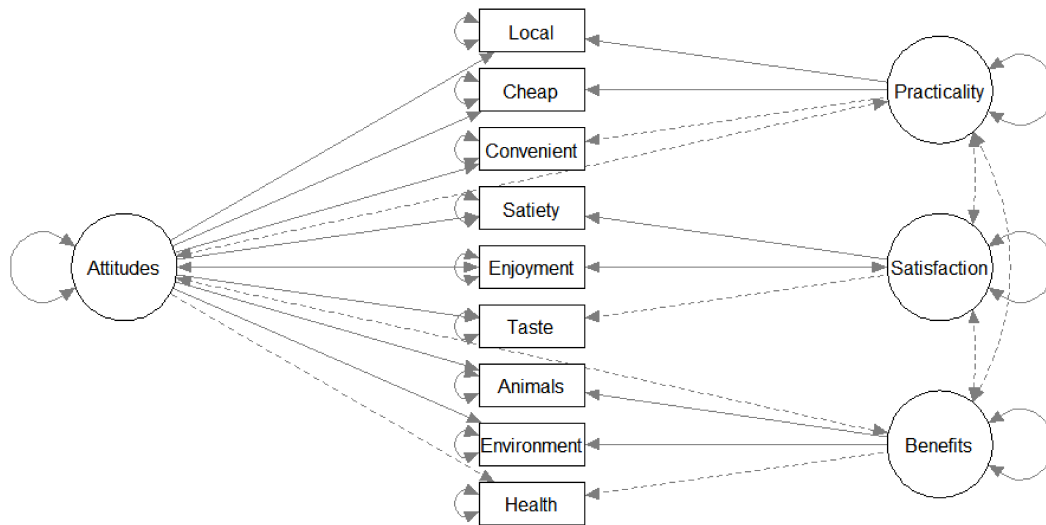 Local
Cheap
Practicality
Convenient
Satiety
Attitudes
Enjoyment
Satisfaction
Taste
Animals
Environment
Benefits
Health